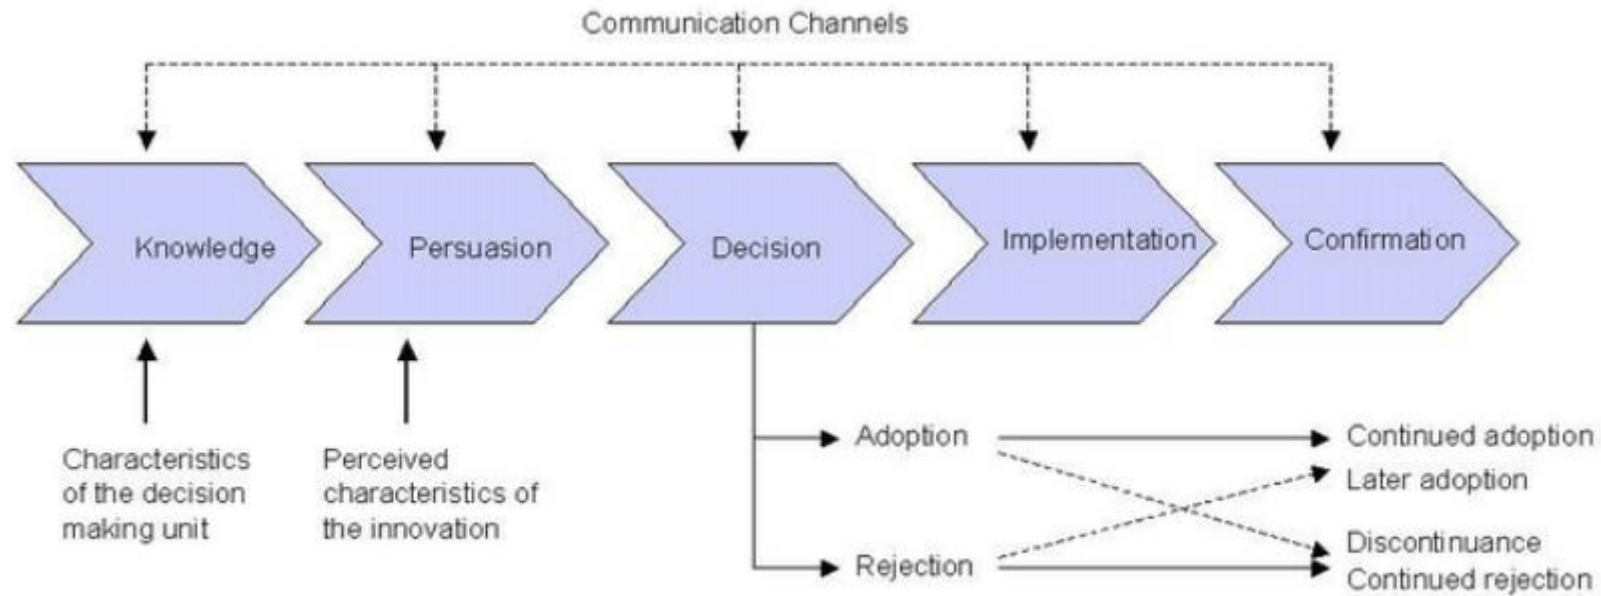 Communication Channels
Knowledge
Persuasion
Decision
Implementation
Confirmation
Characteristics
of the decision
making unit
Perceived
characteristics of
the innovation
Adoption
Rejection
Continued adoption
Later adoption
Discontinuance
Continued rejection